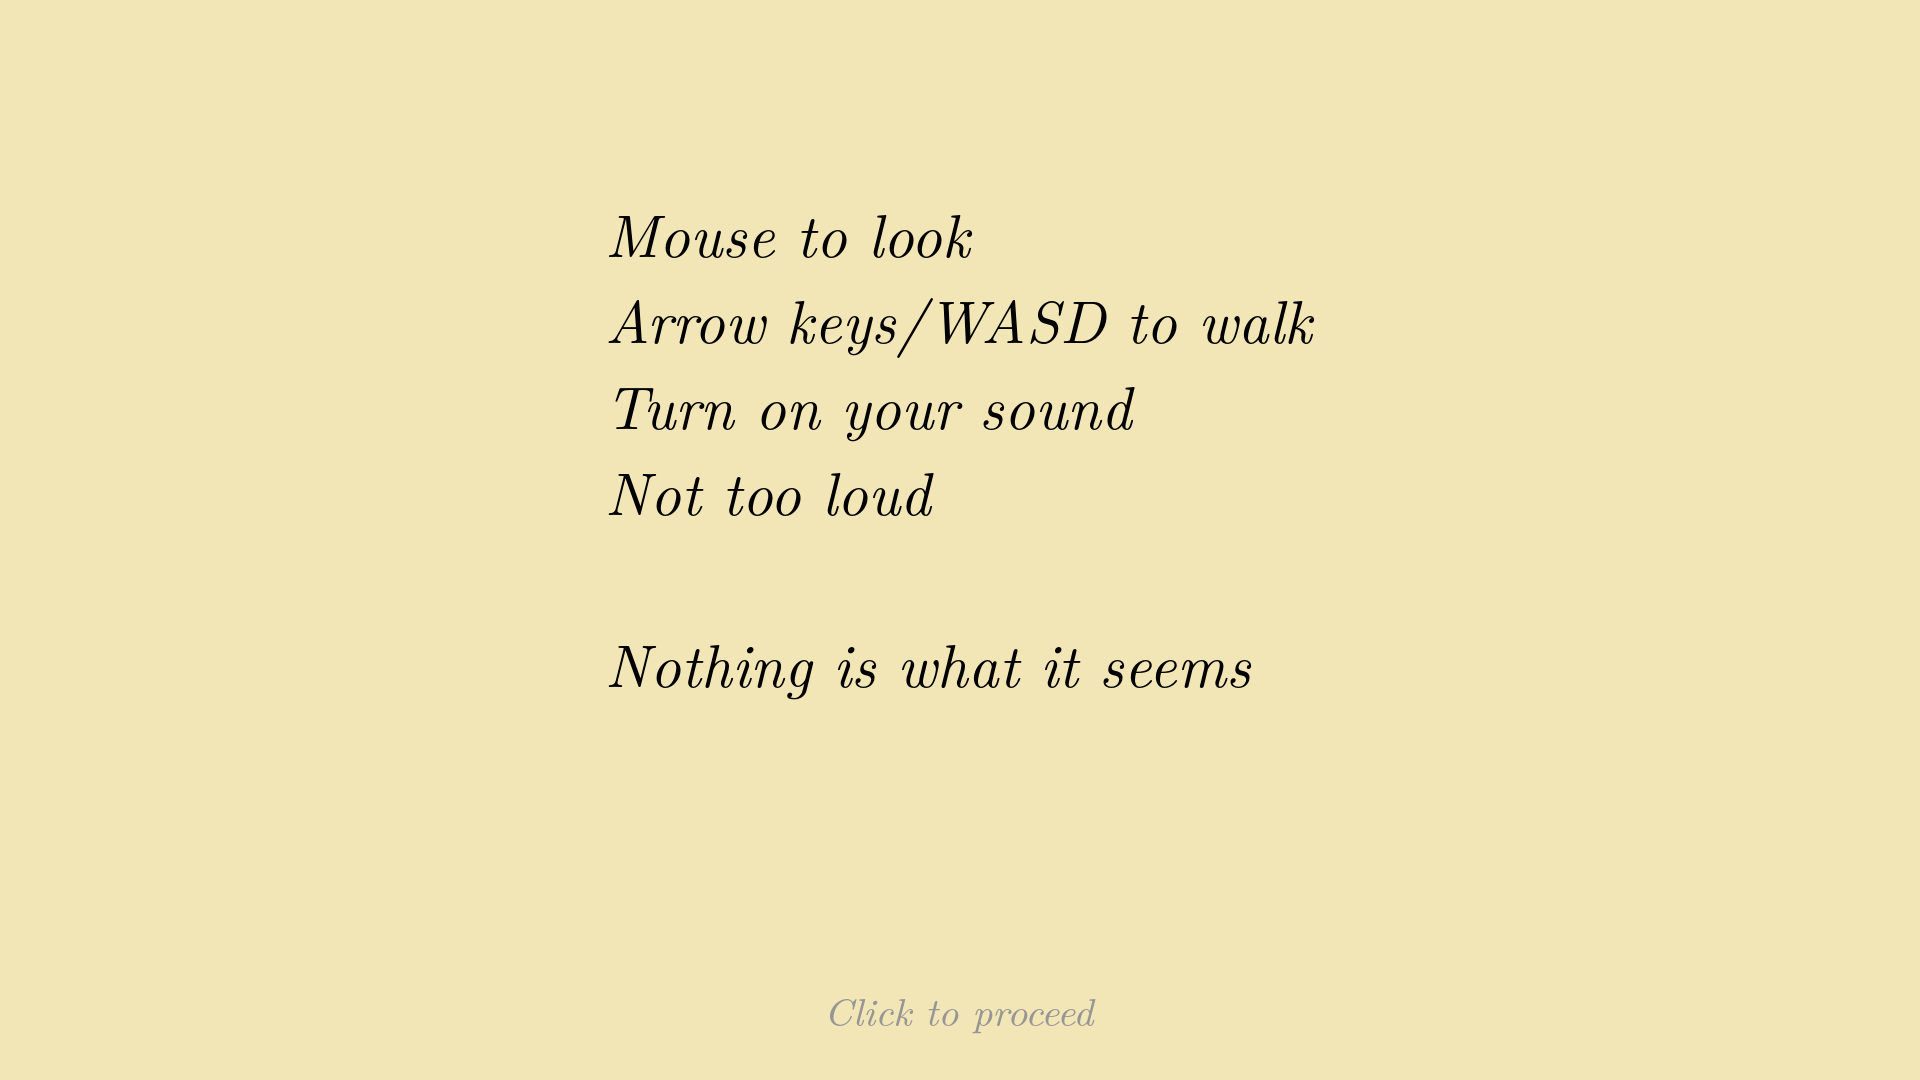 Mouse to look
Arrow keys/WASD to walk
Turn on your sound
Not too loud
Nothing is what it seems
Click to proceed